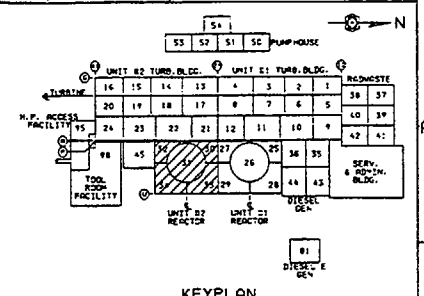 54
53 52 51 50 PUMPHOUSE
N
UNIT #2 TURB.BLDG. UNIT #1 TURB.BLDG.
TURBINE
16 15 14 13 4 3 2 1 RADWASTE
38 37
20 19 18 17 8 7 6 5
H.P. ACCESS
FACILITY
40 39
95 24 23 22 21 12 11 10 9
42 41
98 45 32 30 27 25 36 35
33 26
SERV.
& ADMIN.
BLDG.
TOOL
ROOM
FACILITY
34 29 28 44 43
DIESEL
GEN
UNIT #2
REACTOR
UNIT #1
REACTOR
DIESEL E
GEN
KEYPLAN